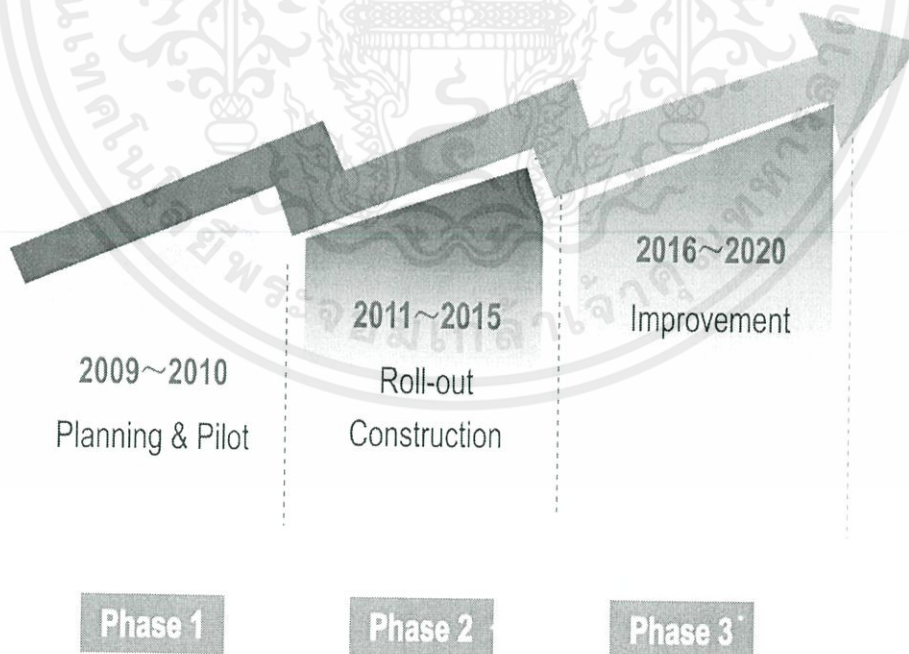 2009~2010
Planning & Pilot
2011~2015
Roll-out
Construction
2016~2020
Improvement
Phase 1
Phase 2
Phase 3